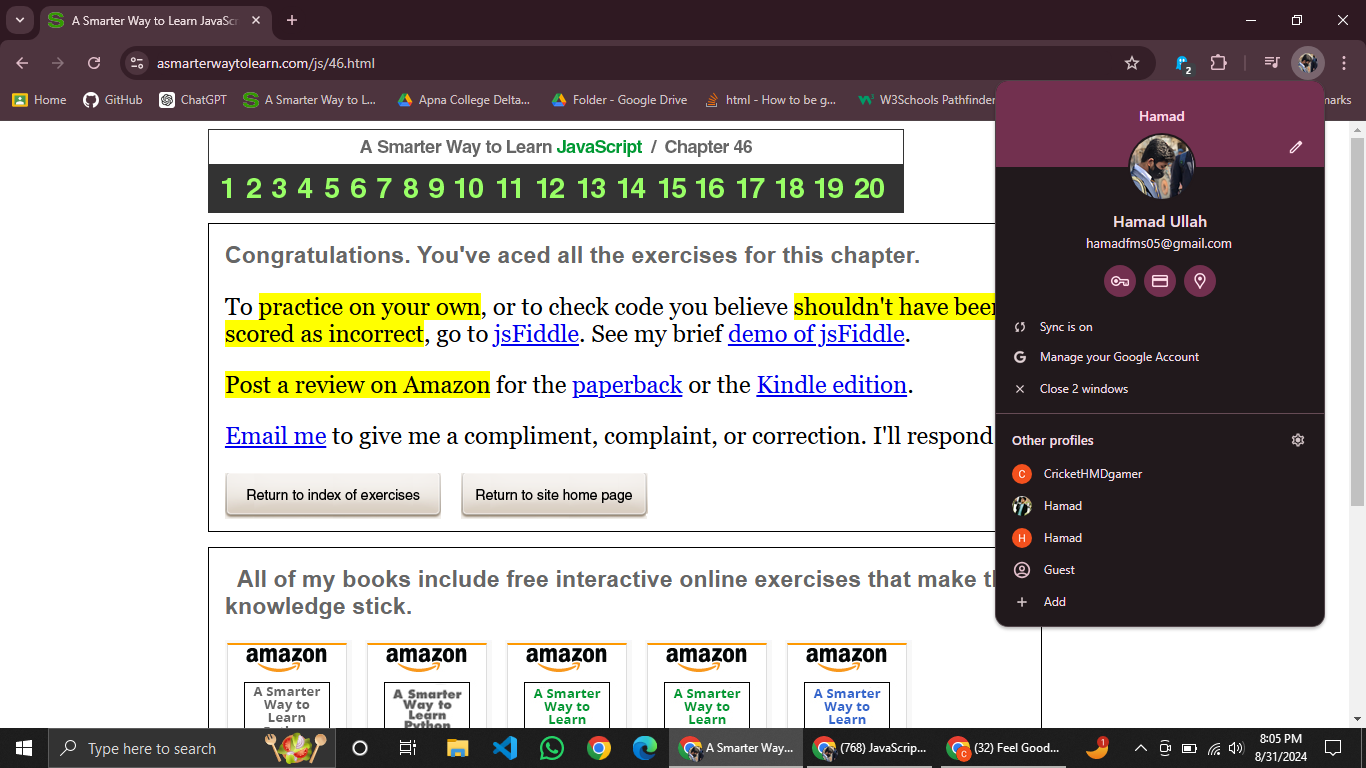 A Smarter Way to Learn JavaScr
asmarterwaytolearn.com/js/46.html
2
Home
GitHub
ChatGPT
A Smarter Way to L...
Apna College Delta...
Folder - Google Drive
html - How to be g...
W3Schools Pathfinder
marks
A Smarter Way to Learn JavaScript / Chapter 46
1 2 3 4 5 6 7 8 9 10 11 12 13 14 15 16 17 18 19 20
Congratulations. You've aced all the exercises for this chapter.
To practice on your own, or to check code you believe shouldn't have been
scored as incorrect, go to jsFiddle. See my brief demo of jsFiddle.
Post a review on Amazon for the paperback or the Kindle edition.
Email me to give me a compliment, complaint, or correction. I'll respond
Return to index of exercises
Return to site home page
All of my books include free interactive online exercises that make th
knowledge stick.
amazon
A Smarter
Way to
Learn
amazon
A Smarter
Way to
Learn
Python
amazon
A Smarter
Way to
Learn
amazon
A Smarter
Way to
Learn
amazon
A Smarter
Way to
Learn
Hamad
Hamad Ullah
hamadfms05@gmail.com
Sync is on
G Manage your Google Account
Close 2 windows
Other profiles
C CricketHMDgamer
Hamad
H Hamad
Guest
Add
Type here to search
A Smarter Way...
(768) JavaScrip...
C (32) Feel Good...
1
8:05 PM
8/31/2024